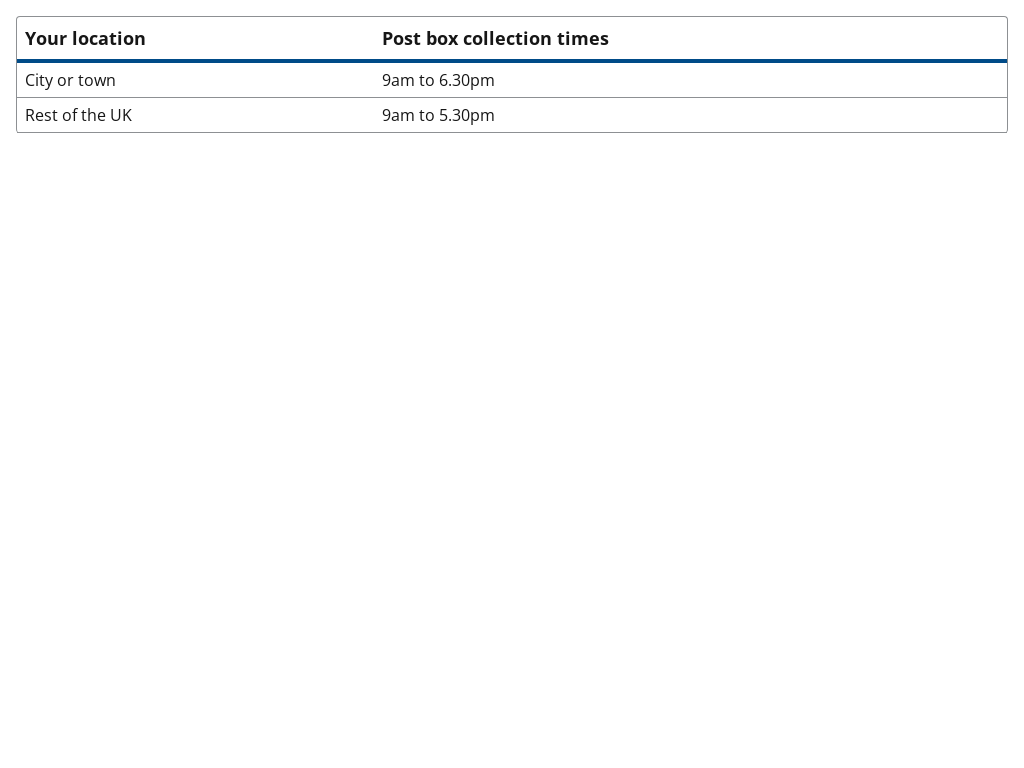 Your location Post box collection times
City or town 9am to 6.30pm
Rest of the UK 9am to 5.30pm